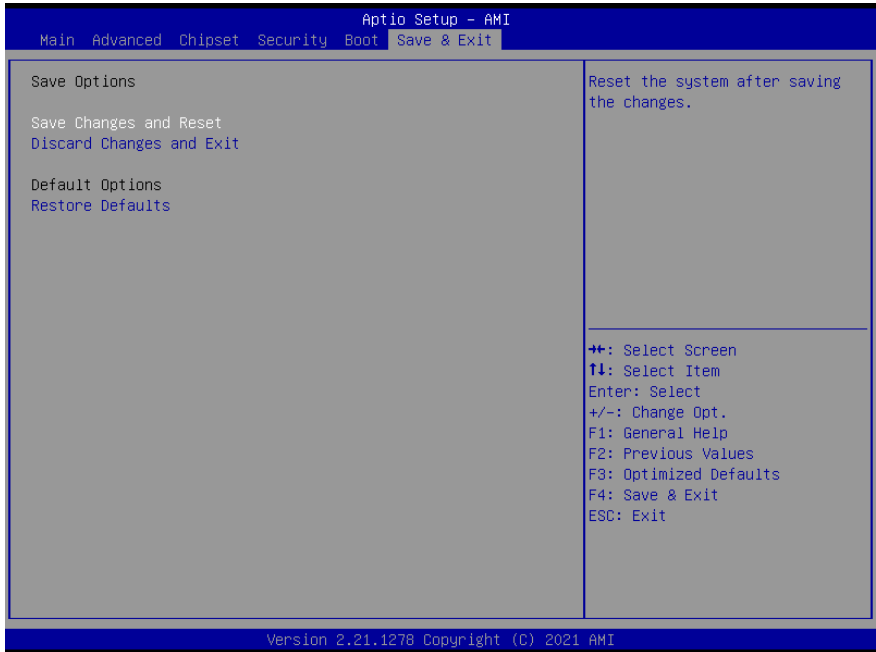 Aptio Setup – AMI
Main Advanced Chipset Security Boot Save & Exit
Save Options
Save Changes and Reset
Discard Changes and Exit
Default Options
Restore Defaults
Reset the system after saving
the changes.
→←: Select Screen
↑↓: Select Item
Enter: Select
+/-: Change Opt.
F1: General Help
F2: Previous Values
F3: Optimized Defaults
F4: Save & Exit
ESC: Exit
Version 2.21.1278 Copyright (C) 2021 AMI